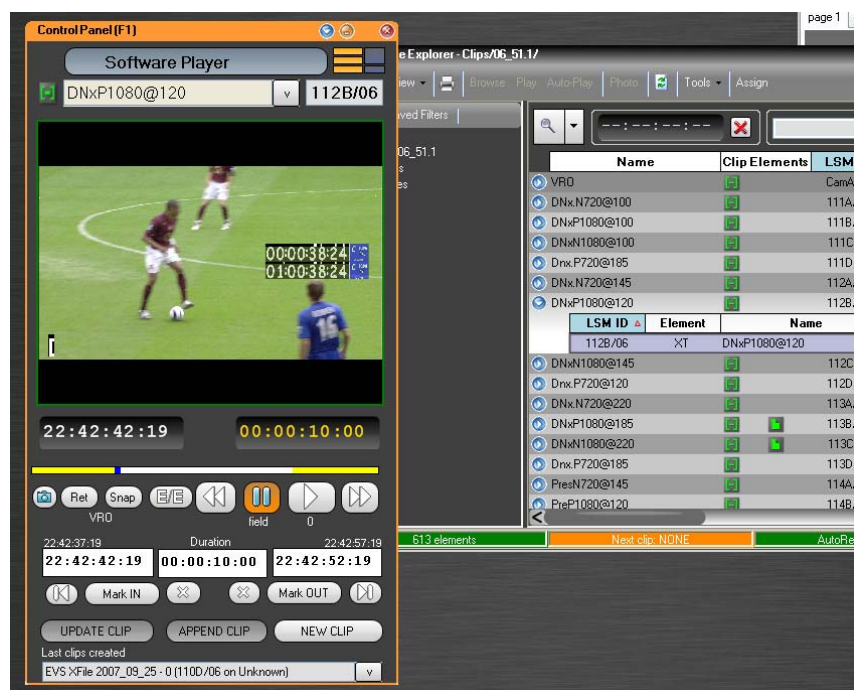 page 1
Control Panel (F1)
Software Player
DNxP1080@120
v
112B/06
00:00:38:24
01:00:38:24
16
22:42:42:19
00:00:10:00
Ret
Snap
E/E
VRO
field
0
22:42:37:19
Duration
22:42:57:19
22:42:42:19
00:00:10:00
22:42:52:19
Mark IN
Mark OUT
UPDATE CLIP
APPEND CLIP
NEW CLIP
Last clips created
EVS XFile 2007_09_25 - 0 (110D/06 on Unknown)
v
e Explorer - Clips/06_51.1/
iew
Browse
Play
Auto-Play
Photo
Tools
Assign
aved Filters
06_51.1
s
es
--:--:--:--
Name
Clip Elements
LSM
VRO
CamA
DNx.N720@100
111A.
DNxP1080@100
111B.
DNxN1080@100
111C
Dnx.P720@185
111D
DNx.N720@145
112A.
DNxP1080@120
112B.
LSM ID
Element
Name
112B/06
XT
DNxP1080@120
DNxN1080@145
112C
Dnx.P720@120
112D
DNx.N720@220
113A.
DNxP1080@185
113B.
DNxN1080@220
113C
Dnx.P720@185
113D
PresN720@145
114A.
PreP1080@120
114B.
613 elements
Next clip: NONE
AutoRe